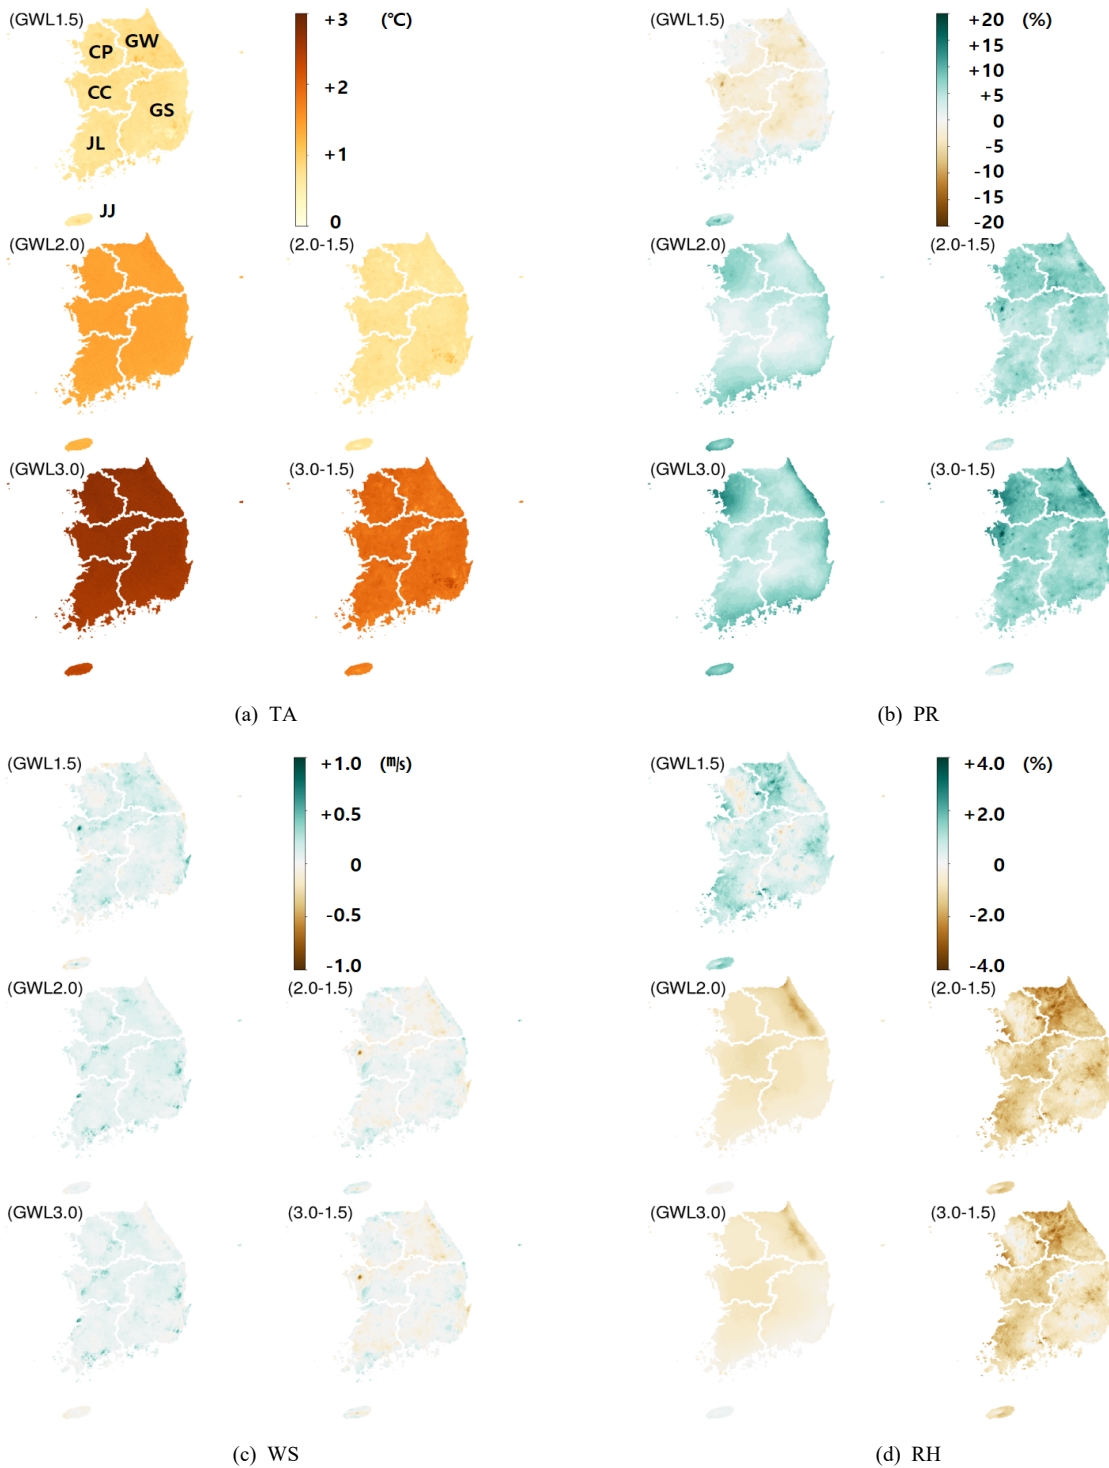 (GWL1.5)
CP
GW
CC
GS
JL
JJ
+3
(℃)
+2
+1
0
(GWL2.0)
(2.0-1.5)
(GWL3.0)
(3.0-1.5)
(a) TA
(GWL1.5)
+20
(%)
+15
+10
+5
0
-5
-10
-15
-20
(GWL2.0)
(2.0-1.5)
(GWL3.0)
(3.0-1.5)
(b) PR
(GWL1.5)
+1.0
(㎧)
+0.5
0
-0.5
-1.0
(GWL2.0)
(2.0-1.5)
(GWL3.0)
(3.0-1.5)
(c) WS
(GWL1.5)
+4.0
(%)
+2.0
0
-2.0
-4.0
(GWL2.0)
(2.0-1.5)
(GWL3.0)
(3.0-1.5)
(d) RH